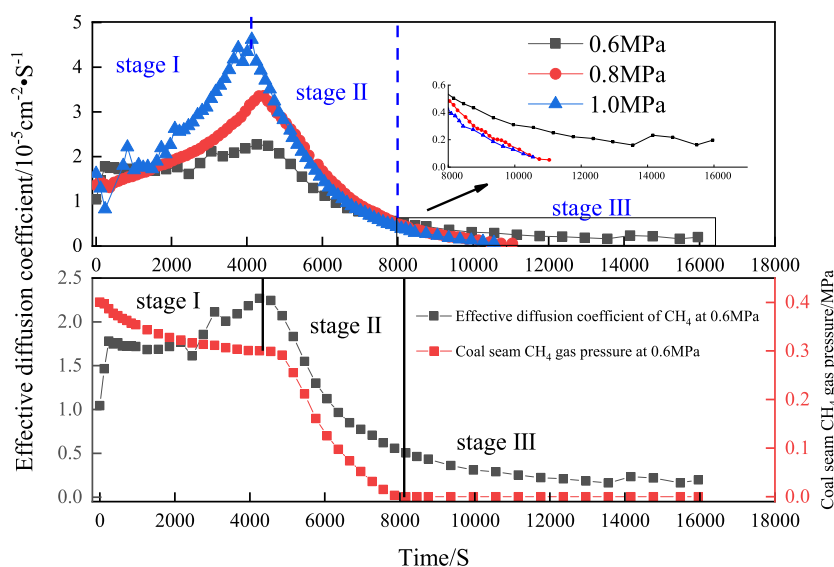 Effective diffusion coefficient/10⁻⁵cm⁻²•S⁻¹
5
4
3
2
1
0
stage I
stage II
stage III
0.6MPa
0.8MPa
1.0MPa
0.6
0.4
0.2
0.0
8000 10000 12000 14000 16000
0 2000 4000 6000 8000 10000 12000 14000 16000 18000
2.5
2.0
1.5
1.0
0.5
0.0
stage I
stage II
stage III
Effective diffusion coefficient of CH₄ at 0.6MPa
Coal seam CH₄ gas pressure at 0.6MPa
0.4
0.3
0.2
0.1
0.0
Coal seam CH₄ gas pressure/MPa
0 2000 4000 6000 8000 10000 12000 14000 16000 18000
Time/S